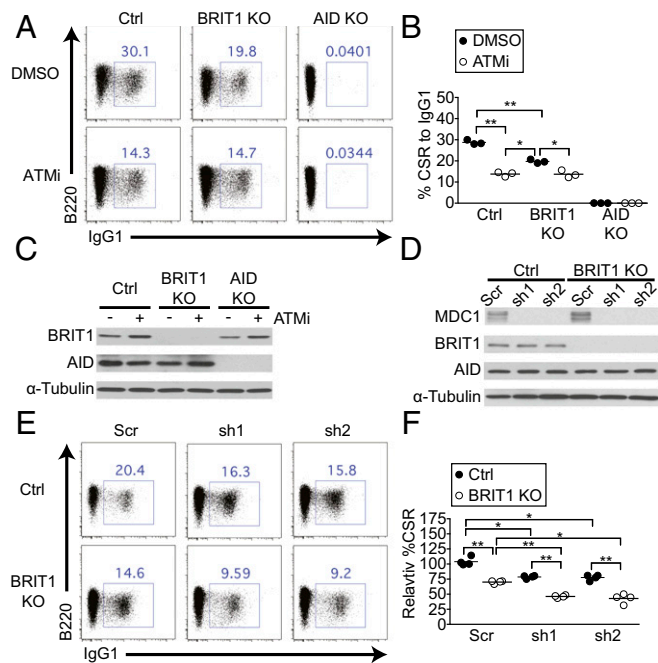 A
Ctrl BRIT1 KO AID KO
DMSO
30.1 19.8 0.0401
ATMi
14.3 14.7 0.0344
B220
IgG1
B
DMSO
ATMi
% CSR to IgG1
50
40
30
20
10
0
** ** * *
Ctrl BRIT1 KO AID KO
C
Ctrl BRIT1 KO AID KO
- + - + - + ATMi
BRIT1
AID
α-Tubulin
D
Ctrl BRIT1 KO
Scr sh1 sh2 Scr sh1 sh2
MDC1
BRIT1
AID
α-Tubulin
E
Scr sh1 sh2
Ctrl
20.4 16.3 15.8
BRIT1 KO
14.6 9.59 9.2
B220
IgG1
F
Ctrl
BRIT1 KO
Relavtiv %CSR
175
150
125
100
75
50
25
0
* * * ** ** ** **
Scr sh1 sh2